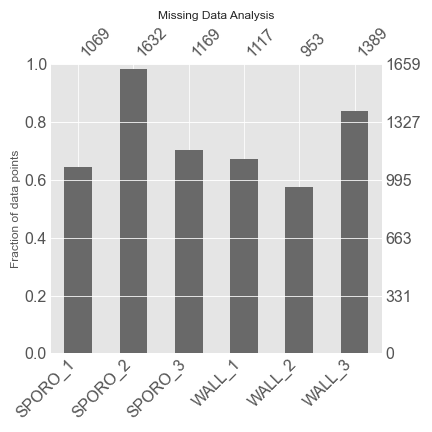 Missing Data Analysis
1069 1632 1169 1117 953 1389
1.0 1659
0.8 1327
0.6 995
0.4 663
0.2 331
0.0 0
Fraction of data points
SPORO_1 SPORO_2 SPORO_3 WALL_1 WALL_2 WALL_3